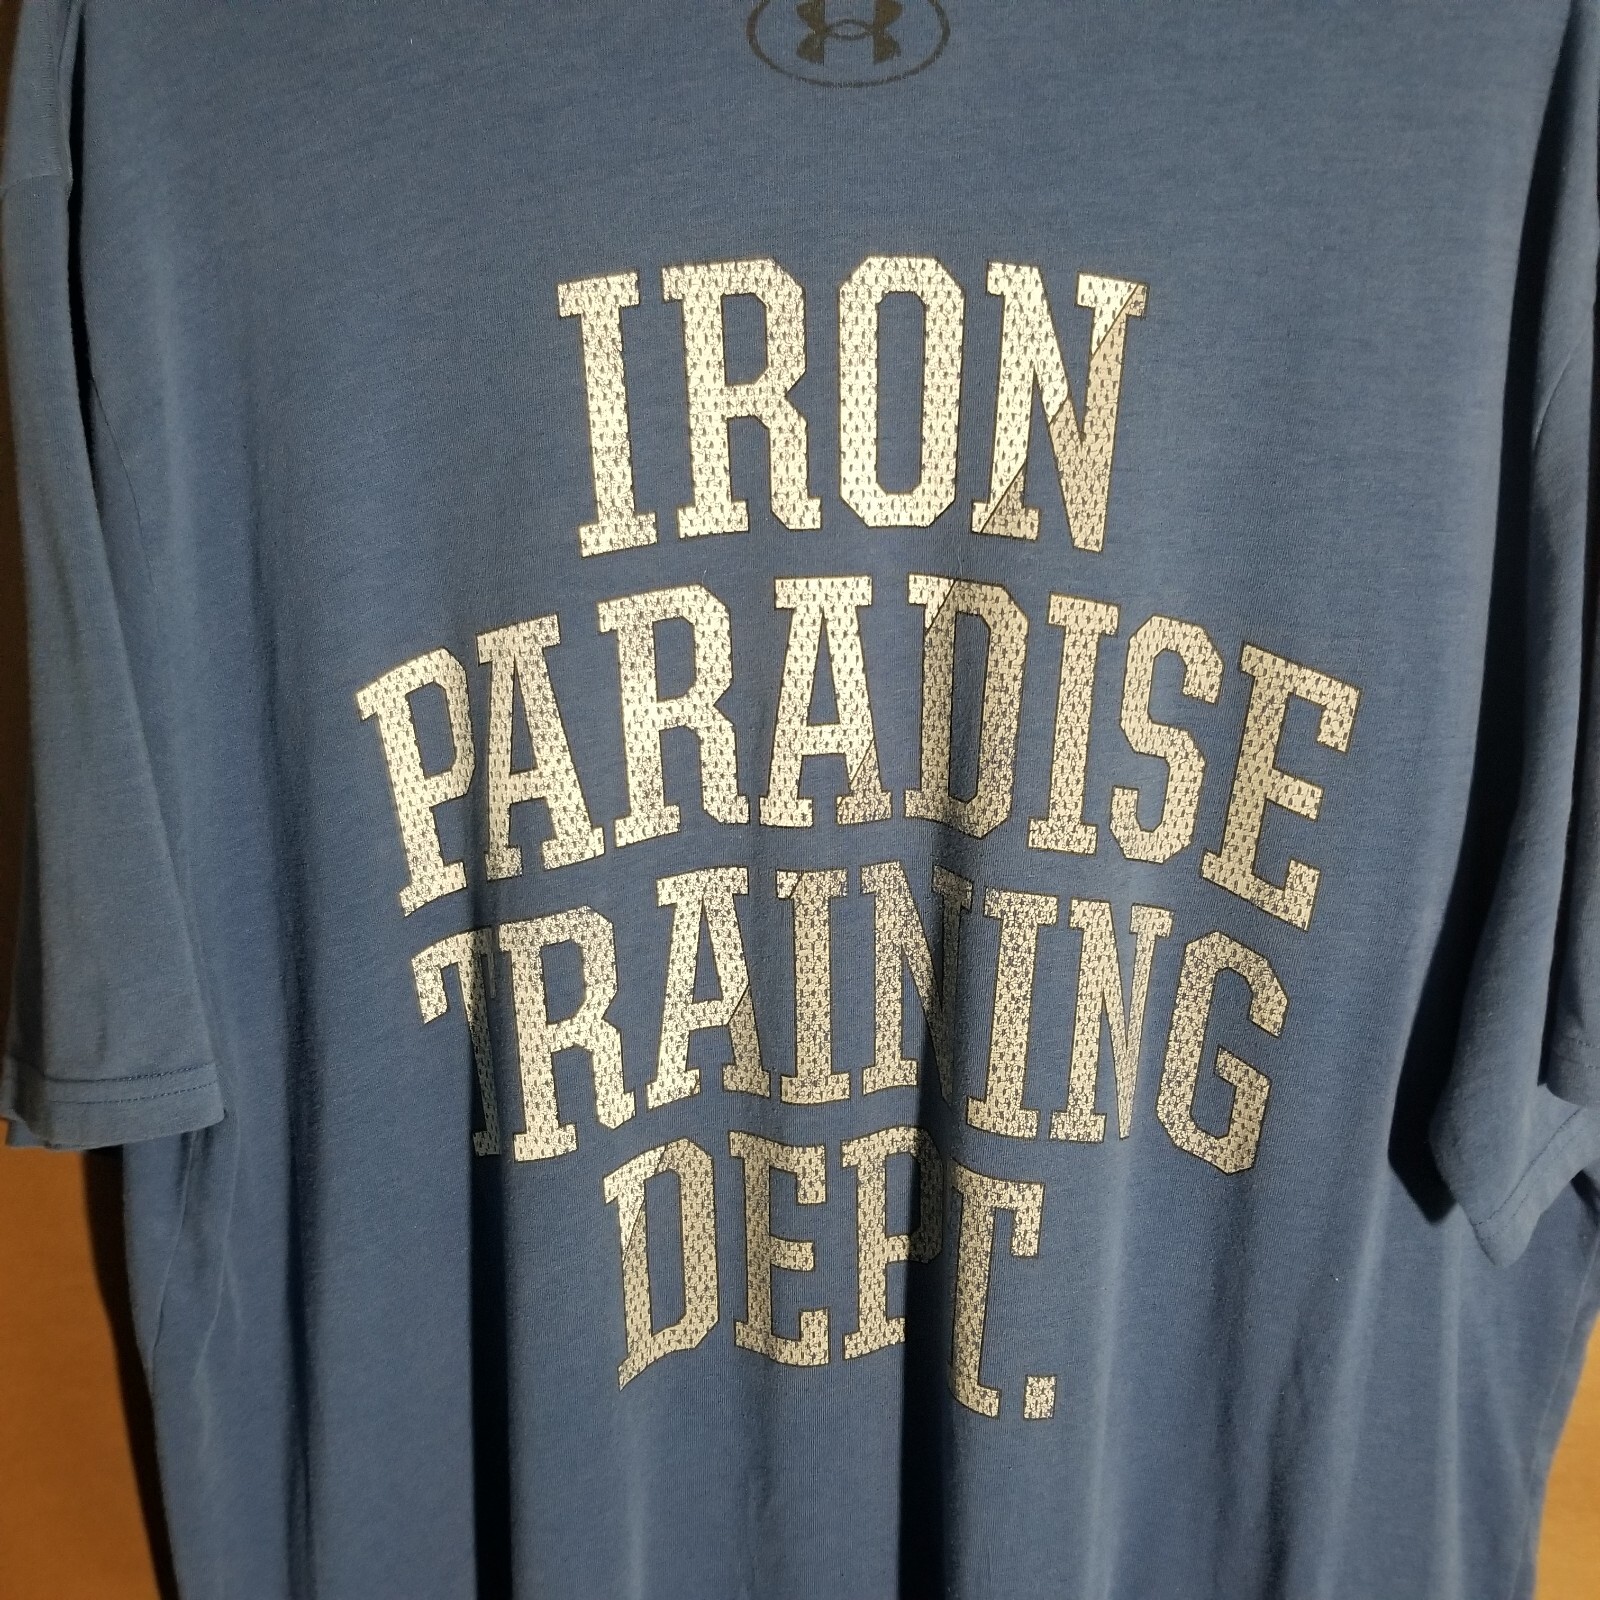 IRON
PARADISE
TRAINING
DEPT.